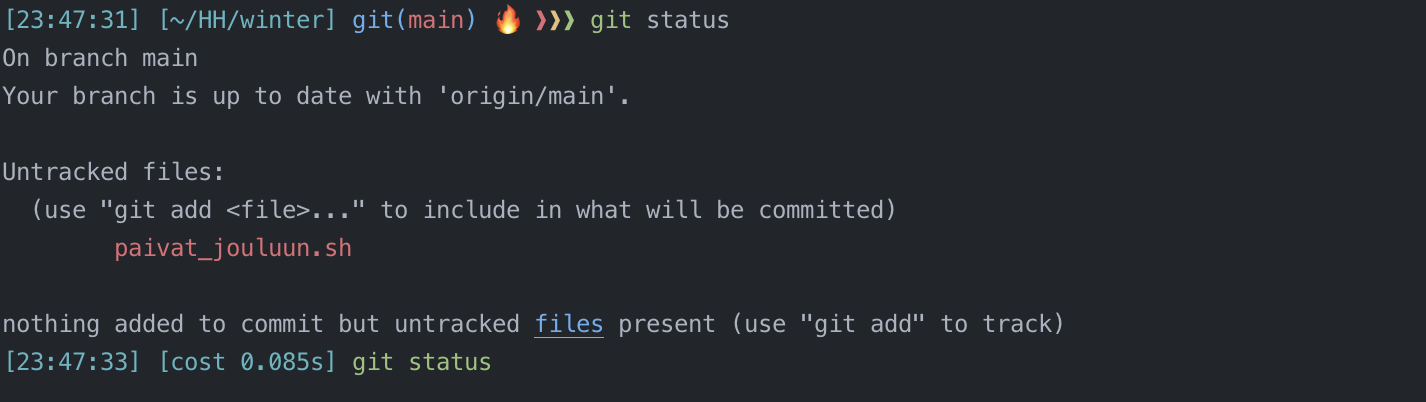 [23:47:31] [~/HH/winter] git(main) 🔥 ❯❯❯ git status
On branch main
Your branch is up to date with 'origin/main'.

Untracked files:
  (use "git add <file>..." to include in what will be committed)
        paivat_jouluun.sh

nothing added to commit but untracked files present (use "git add" to track)
[23:47:33] [cost 0.085s] git status